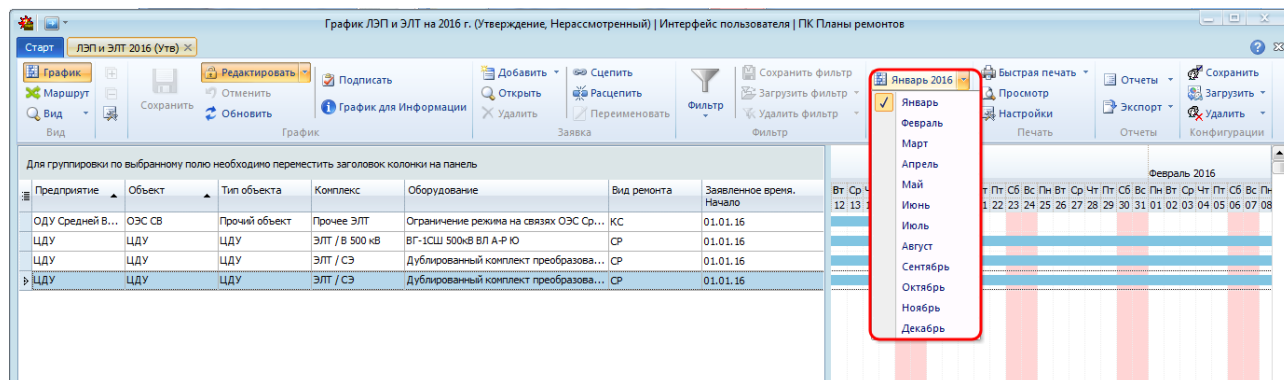 График ЛЭП и ЭЛТ на 2016 г. (Утверждение, Нерассмотренный) | Интерфейс пользователя | ПК Планы ремонтов
Старт ЛЭП и ЭЛТ 2016 (Утв)
График
Маршрут
Вид
Вид
Сохранить
Редактировать
Отменить
Обновить
Подписать
График для Информации
График
Добавить
Открыть
Удалить
Сцепить
Расцепить
Переименовать
Заявка
Фильтр
Сохранить фильтр
Загрузить фильтр
Удалить фильтр
Фильтр
Январь 2016
Январь
Февраль
Март
Апрель
Май
Июнь
Июль
Август
Сентябрь
Октябрь
Ноябрь
Декабрь
Быстрая печать
Просмотр
Настройки
Печать
Отчеты
Экспорт
Отчеты
Сохранить
Загрузить
Удалить
Конфигурации
Для группировки по выбранному полю необходимо переместить заголовок колонки на панель
Февраль 2016
Предприятие Объект Тип объекта Комплекс Оборудование Вид ремонта Заявленное время. Начало
Вт Ср Пт Сб Вс Пн Вт Ср Чт Пт Сб Вс Пн Вт Ср Чт Пт Сб Вс Пн
12 13 22 23 24 25 26 27 28 29 30 31 01 02 03 04 05 06 07 08
ОДУ Средней В... ОЭС СВ Прочий объект Прочее ЭЛТ Ограничение режима на связях ОЭС Ср... КС 01.01.16
ЦДУ ЦДУ ЦДУ ЭЛТ / В 500 кВ ВГ-1СШ 500кВ ВЛ А-Р Ю СР 01.01.16
ЦДУ ЦДУ ЦДУ ЭЛТ / СЭ Дублированный комплект преобразова... СР 01.01.16
ЦДУ ЦДУ ЦДУ ЭЛТ / СЭ Дублированный комплект преобразова... СР 01.01.16